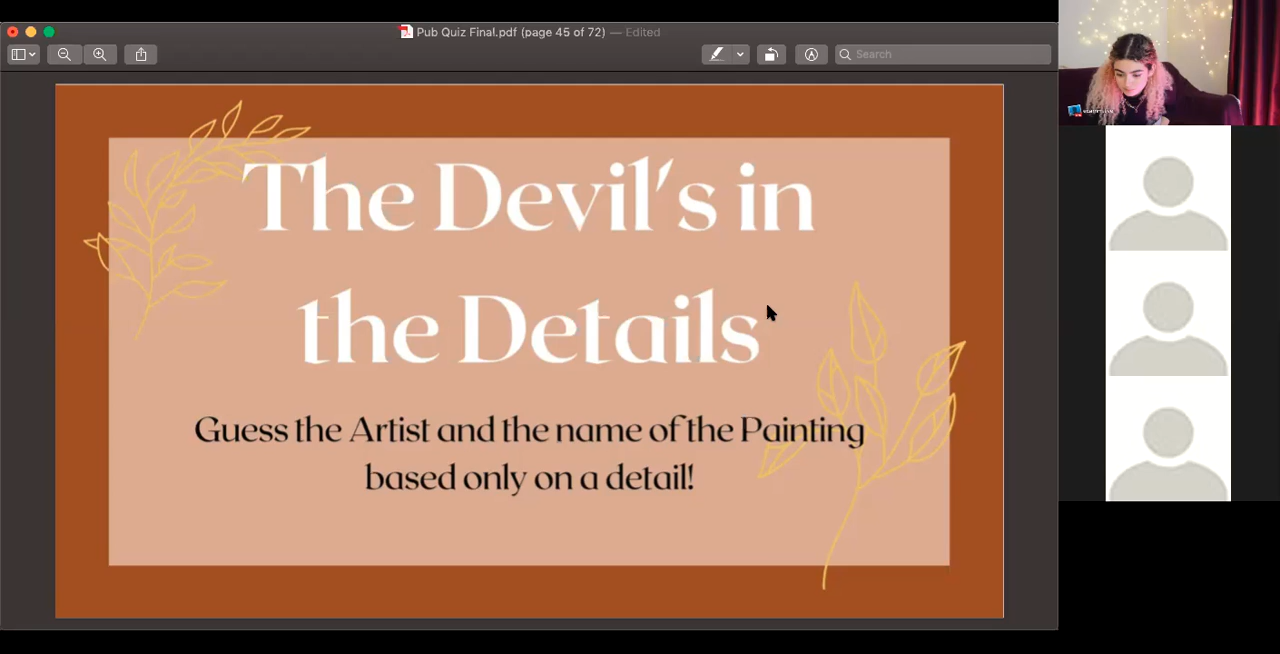 Pub Quiz Final.pdf (page 45 of 72) — Edited
Search
The Devil's in
the Details
Guess the Artist and the name of the Painting
based only on a detail!